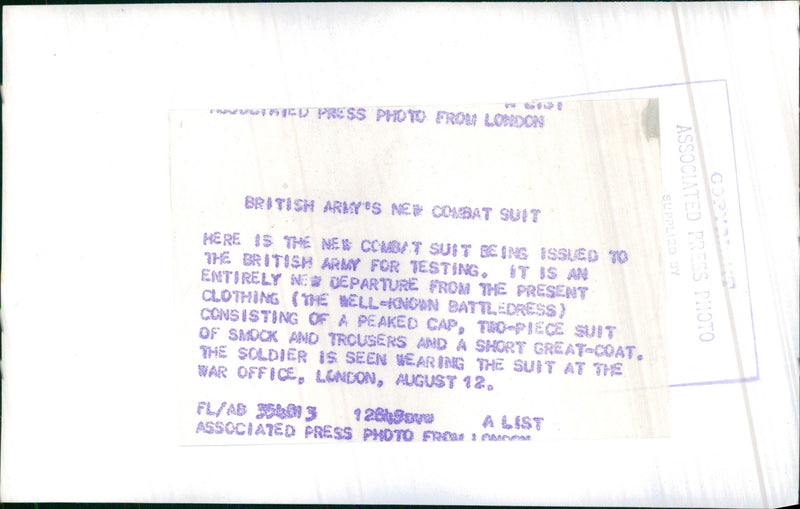 A LIST
ASSOCIATED PRESS PHOTO FROM LONDON
BRITISH ARMY'S NEW COMBAT SUIT
HERE IS THE NEW COMBAT SUIT BEING ISSUED TO
THE BRITISH ARMY FOR TESTING. IT IS AN
ENTIRELY NEW DEPARTURE FROM THE PRESENT
CLOTHING (THE WELL-KNOWN BATTLEDRESS)
CONSISTING OF A PEAKED CAP, TWO-PIECE SUIT
OF SMOCK AND TROUSERS AND A SHORT GREAT-COAT.
THE SOLDIER IS SEEN WEARING THE SUIT AT THE
WAR OFFICE, LONDON, AUGUST 12.
FL/AB A LIST
ASSOCIATED PRESS PHOTO FROM LONDON
SUPPLIED BY
ASSOCIATED PRESS PHOTO